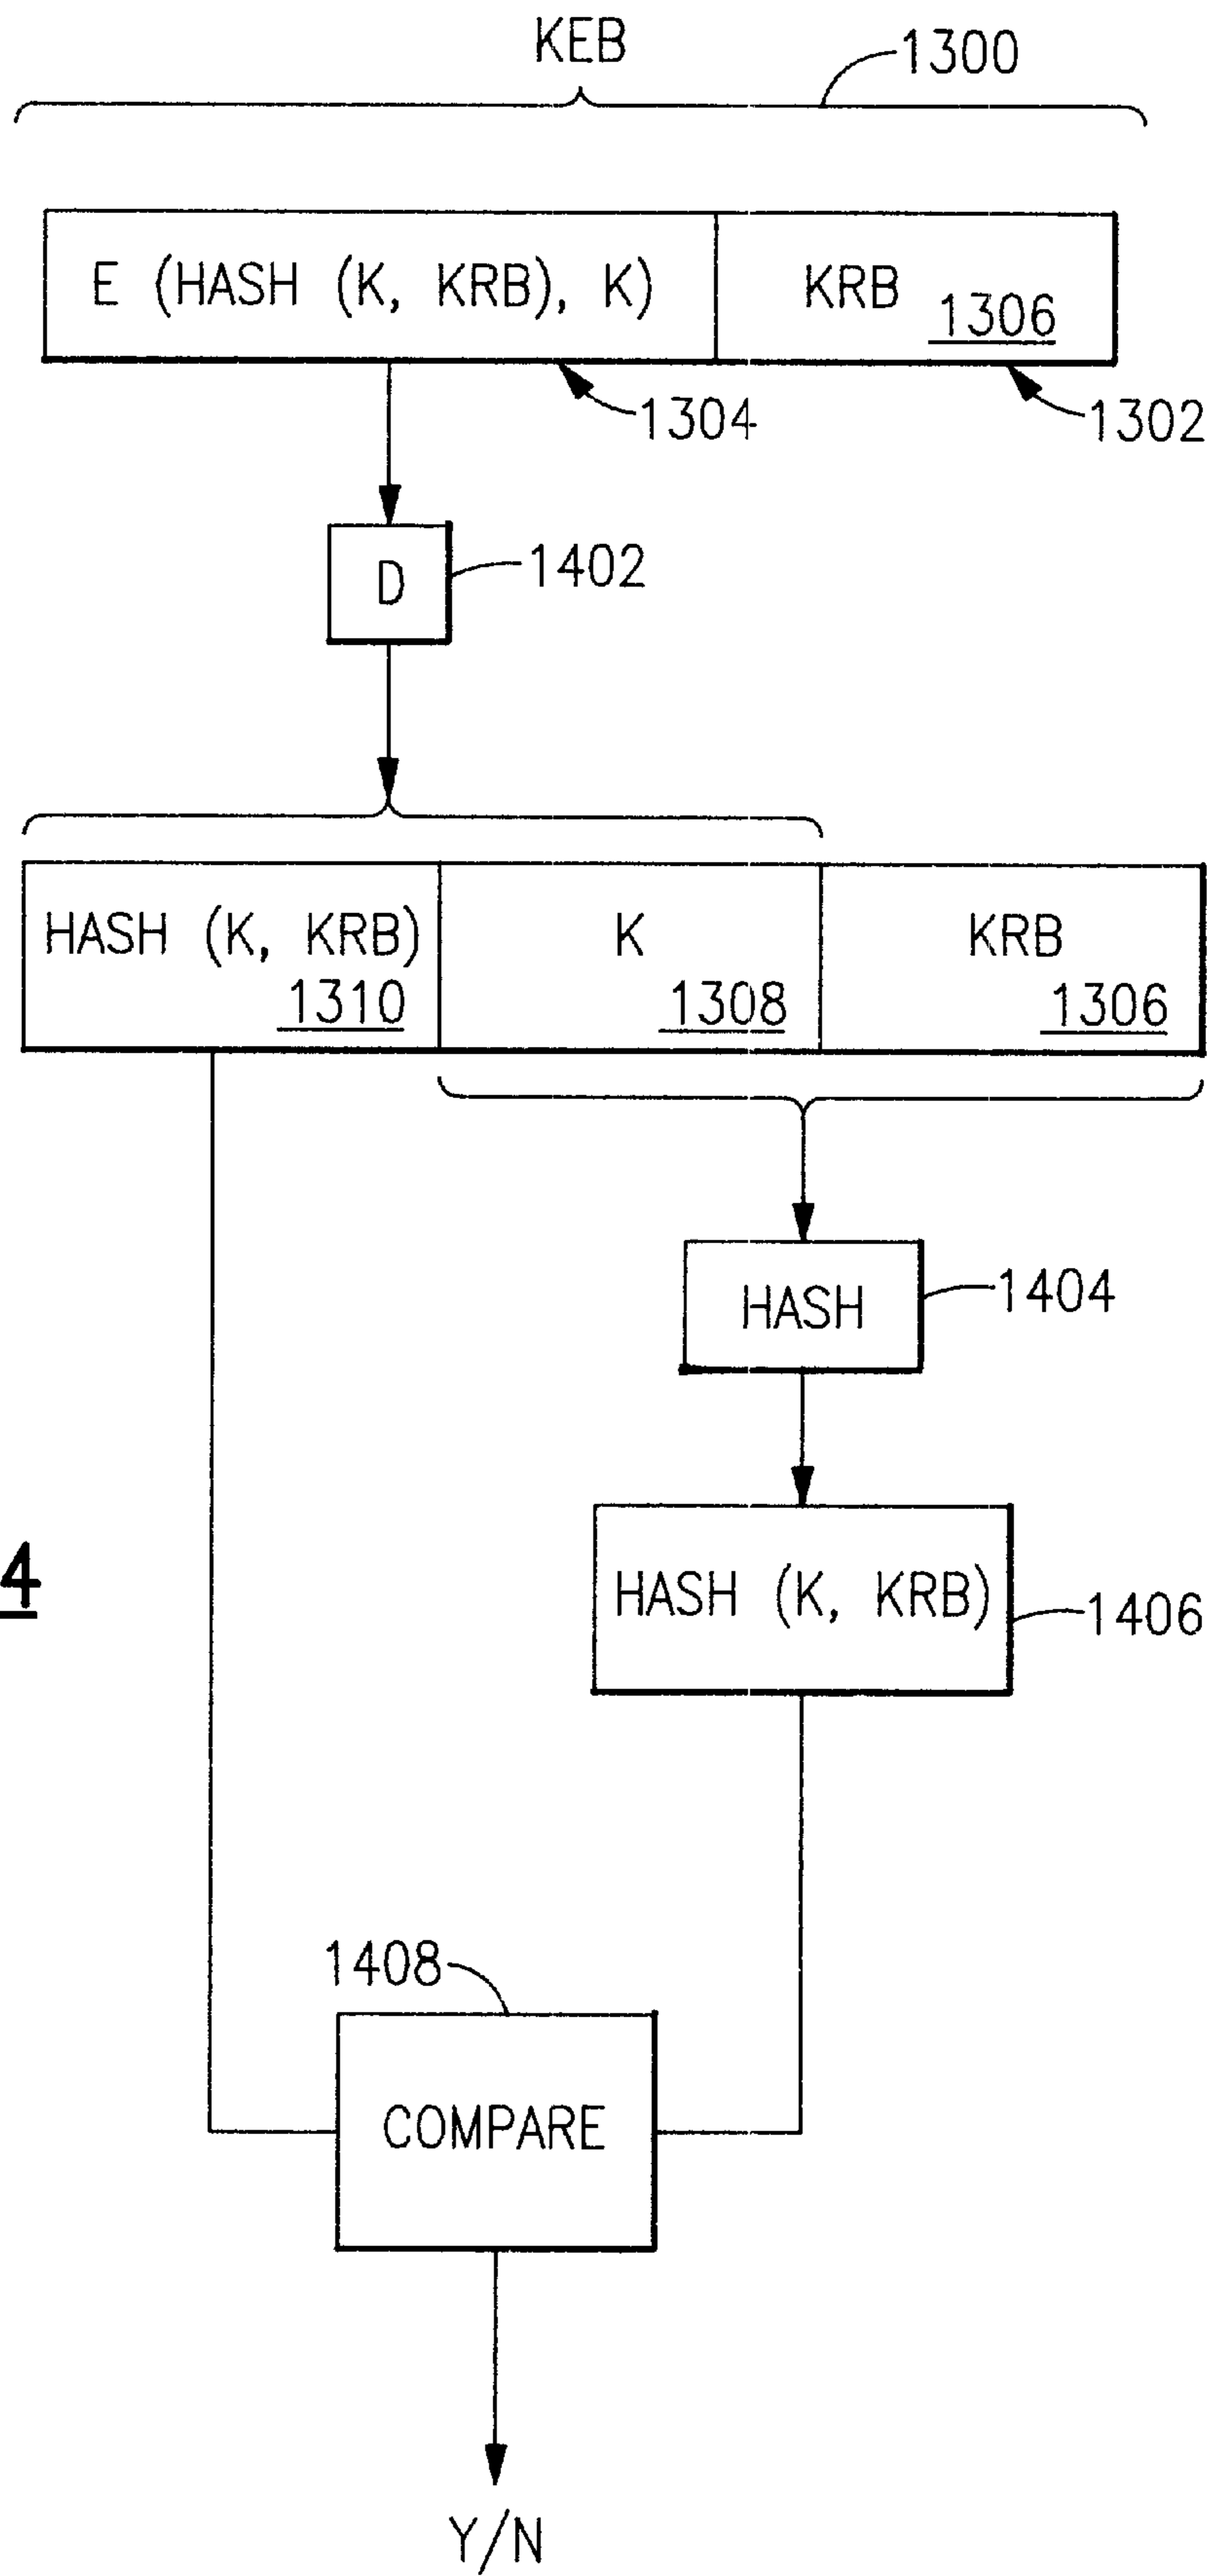 KEB
1300
E (HASH (K, KRB), K)
KRB
1306
1304
1302
D
1402
HASH (K, KRB)
1310
K
1308
KRB
1306
HASH
1404
HASH (K, KRB)
1406
4
1408
COMPARE
Y/N